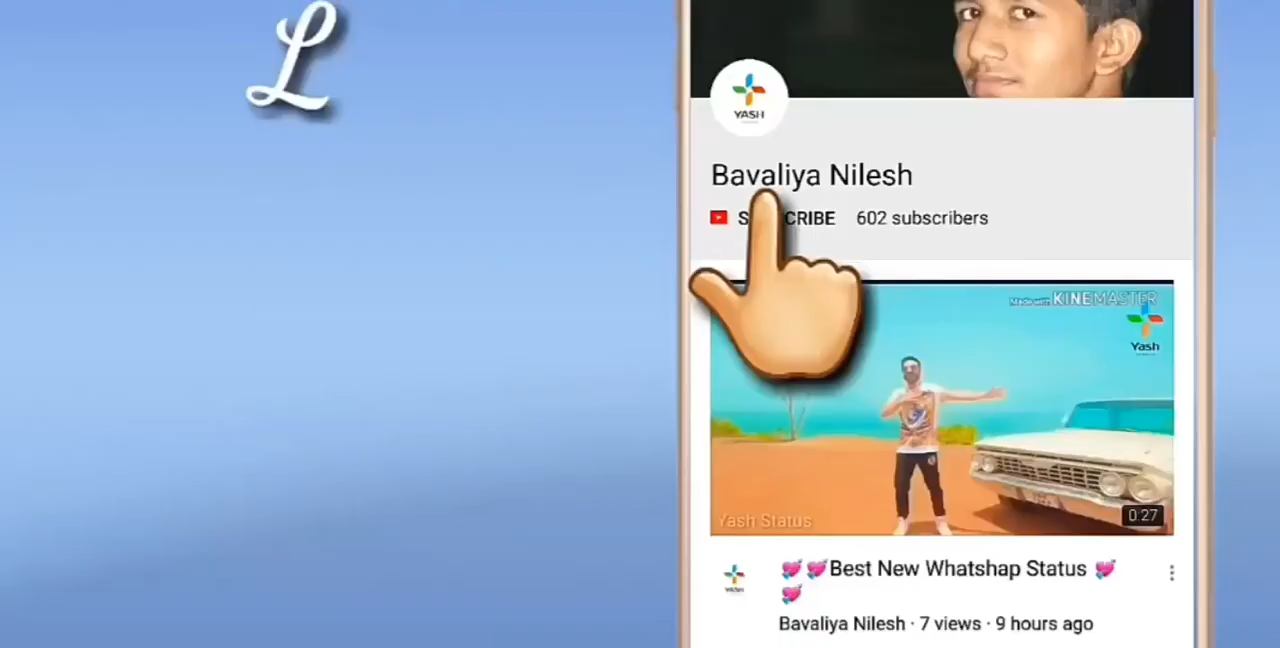 L
YASH
Bavaliya Nilesh
S CRIBE 602 subscribers
Made with KINEMASTER
Yash
Yash Status
0:27
YASH
💘💘Best New Whatshap Status 💘
💘
Bavaliya Nilesh · 7 views · 9 hours ago